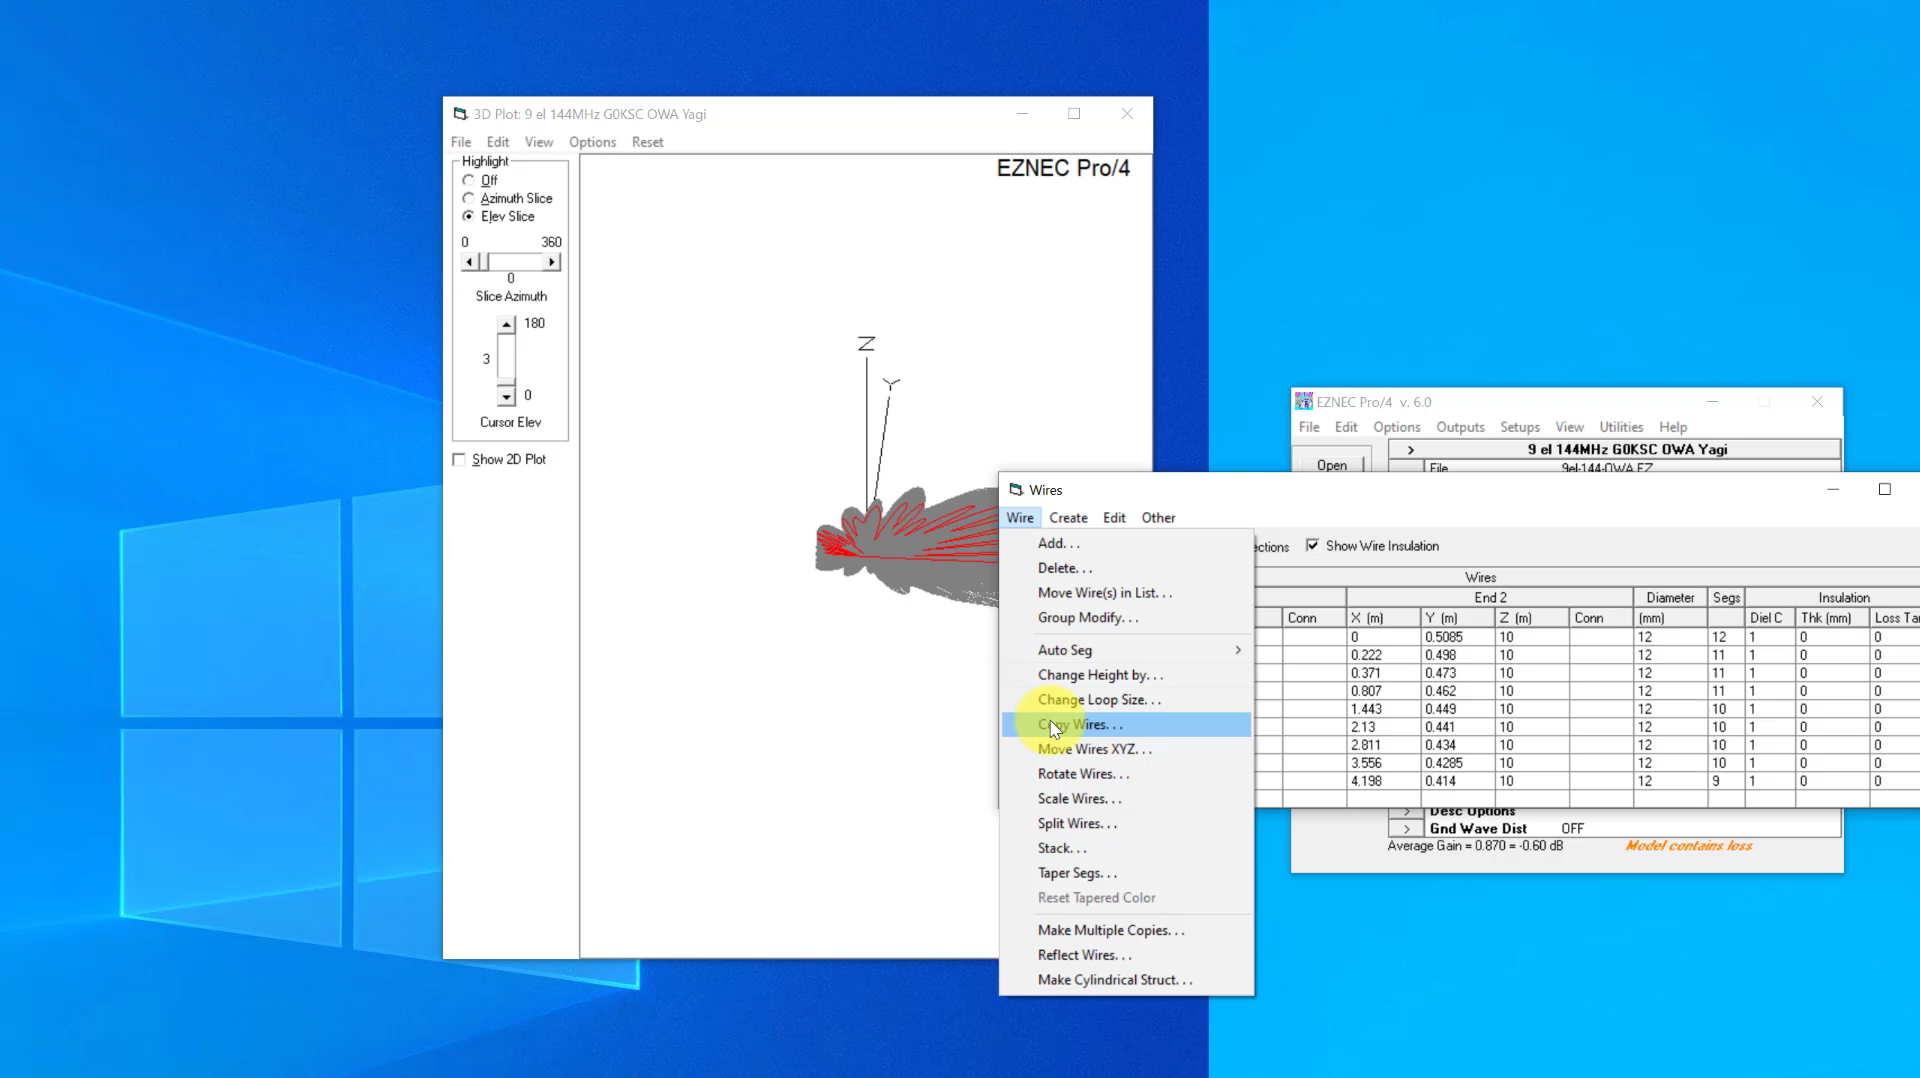 3D Plot: 9 el 144MHz G0KSC OWA Yagi
File Edit View Options Reset
Highlight
Off
Azimuth Slice
Elev Slice
0 360
0
Slice Azimuth
180
3
0
Cursor Elev
Show 2D Plot
EZNEC Pro/4
Z
Y
EZNEC Pro/4 v. 6.0
File Edit Options Outputs Setups View Utilities Help
Open
> 9 el 144MHz G0KSC OWA Yagi
File 9el-144-OWA.EZ
Wires
Wire Create Edit Other
Add. . .
Delete. . .
Move Wire(s) in List. . .
Group Modify. . .
Auto Seg >
Change Height by. . .
Change Loop Size. . .
Copy Wires. . .
Move Wires XYZ. . .
Rotate Wires. . .
Scale Wires. . .
Split Wires. . .
Stack. . .
Taper Segs. . .
Reset Tapered Color
Make Multiple Copies. . .
Reflect Wires. . .
Make Cylindrical Struct. . .
ections Show Wire Insulation
Wires
End 2 Diameter Segs Insulation
Conn X (m) Y (m) Z (m) Conn (mm) Diel C Thk (mm) Loss Tan
0 0.5085 10 12 12 1 0 0
0.222 0.498 10 12 11 1 0 0
0.371 0.473 10 12 11 1 0 0
0.807 0.462 10 12 11 1 0 0
1.443 0.449 10 12 10 1 0 0
2.13 0.441 10 12 10 1 0 0
2.811 0.434 10 12 10 1 0 0
3.556 0.4285 10 12 10 1 0 0
4.198 0.414 10 12 9 1 0 0
> Desc Options
> Gnd Wave Dist OFF
Average Gain = 0.870 = -0.60 dB Model contains loss